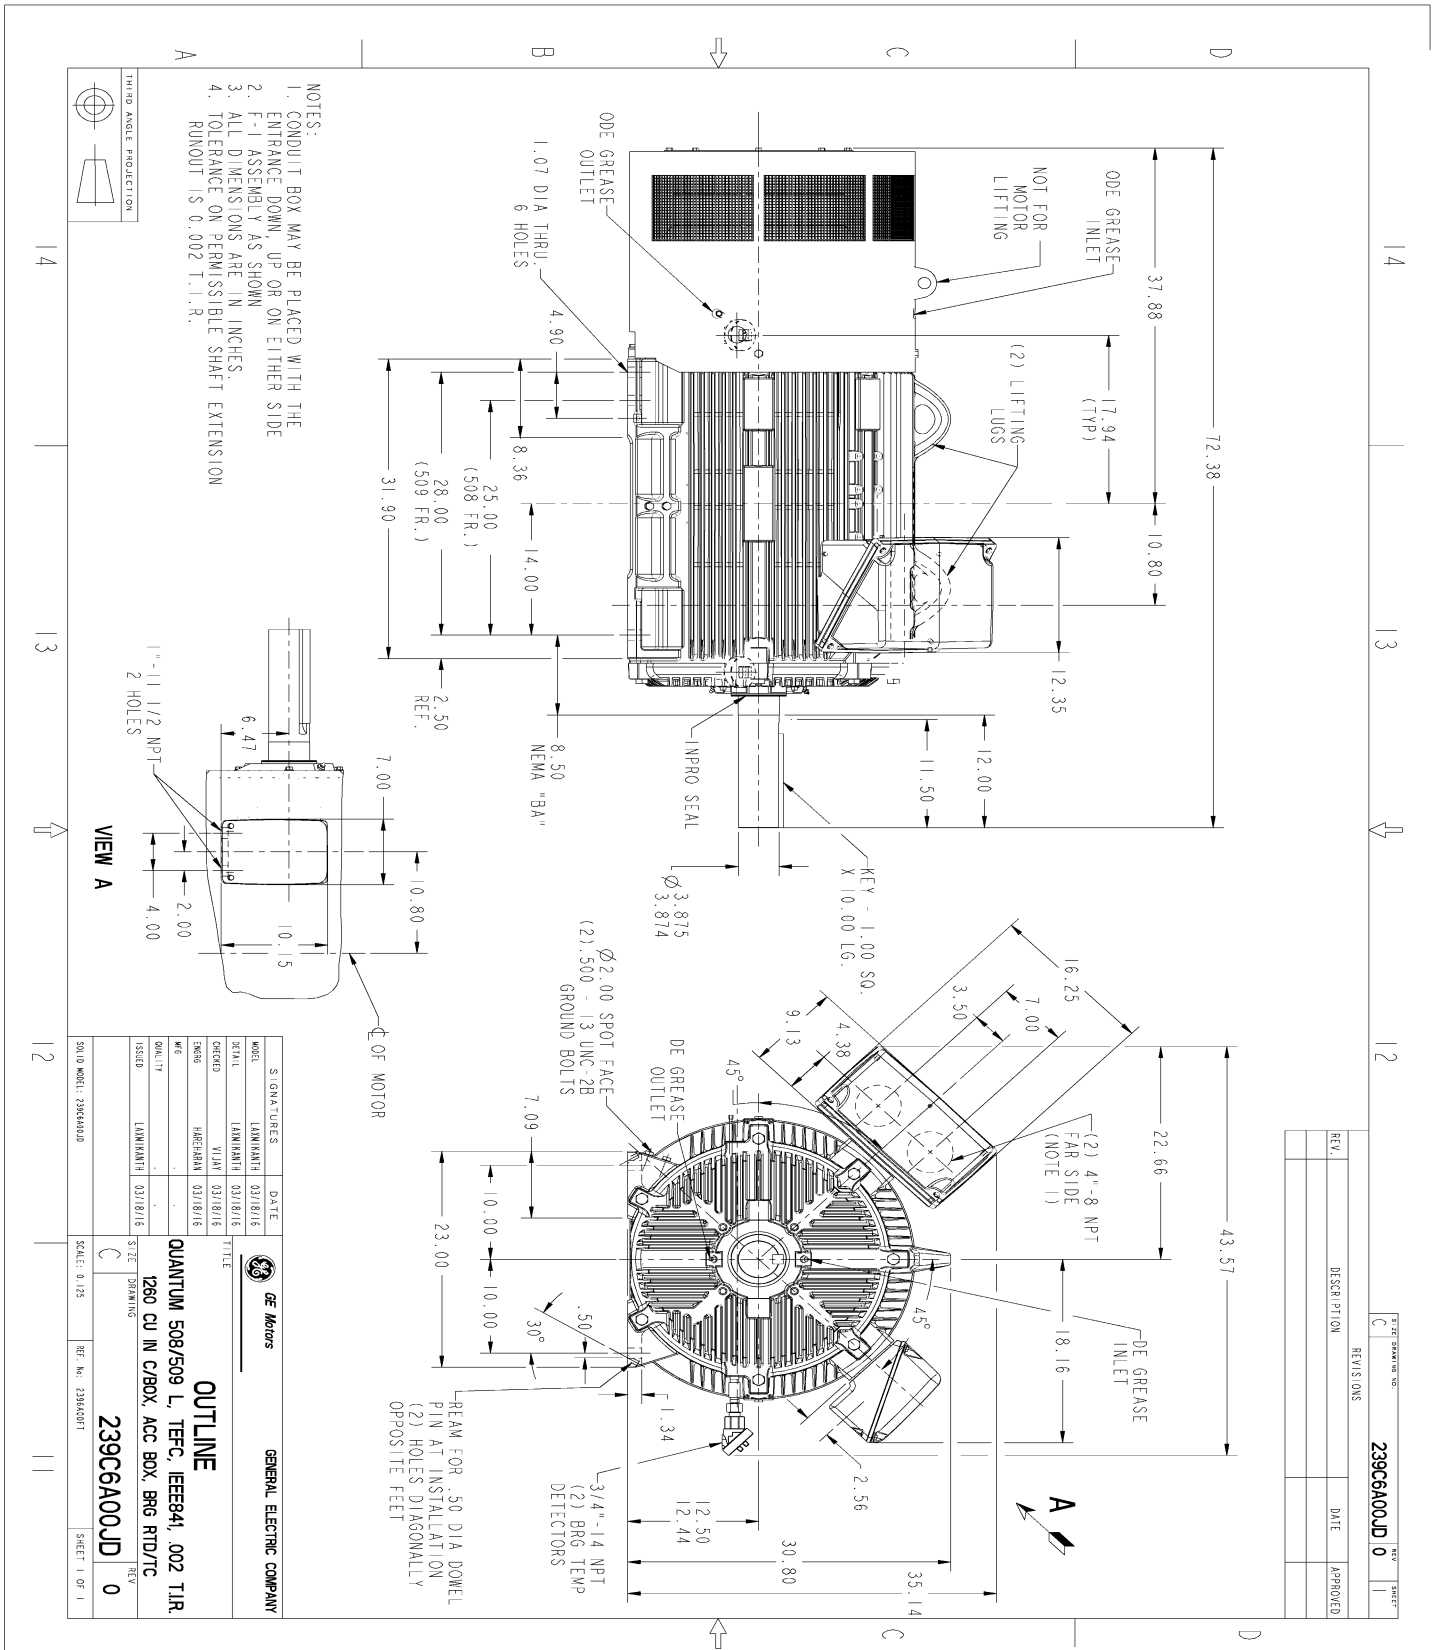 D
C
B
A
14
13
12
11
SIZE
C
DRAWING NO.
239C6A00JD
REV
0
SHEET
1
REVISIONS
REV.
DESCRIPTION
DATE
APPROVED
72.38
37.88
10.80
17.94
(TYP)
12.35
ODE GREASE
INLET
NOT FOR
MOTOR
LIFTING
(2) LIFTING
LUGS
ODE GREASE
OUTLET
1.07 DIA THRU.
6 HOLES
4.90
8.36
14.00
25.00
(508 FR.)
28.00
(509 FR.)
31.90
2.50
REF.
8.50
NEMA "BA"
INPRO SEAL
12.00
11.50
KEY - 1.00 SQ.
X 10.00 LG.
Ø 3.875
3.874
43.57
22.66
18.16
16.25
7.00
3.50
9.13
4.38
45°
45°
(2) 4"-8 NPT
FAR SIDE
(NOTE 1)
DE GREASE
INLET
DE GREASE
OUTLET
Ø2.00 SPOT FACE
(2).500 - 13 UNC-2B
GROUND BOLTS
7.09
10.00
10.00
23.00
.50
30°
1.34
2.56
12.50
12.44
30.80
35.14
3/4"-14 NPT
(2) BRG TEMP
DETECTORS
REAM FOR .50 DIA DOWEL
PIN AT INSTALLATION
(2) HOLES DIAGONALLY
OPPOSITE FEET
A
NOTES:
1. CONDUIT BOX MAY BE PLACED WITH THE
ENTRANCE DOWN, UP OR ON EITHER SIDE
2. F-1 ASSEMBLY AS SHOWN
3. ALL DIMENSIONS ARE IN INCHES.
4. TOLERANCE ON PERMISSIBLE SHAFT EXTENSION
RUNOUT IS 0.002 T.I.R.
THIRD ANGLE PROJECTION
1"-11 1/2 NPT
2 HOLES
6.47
7.00
10.80
10.15
2.00
4.00
℄ OF MOTOR
VIEW A
SIGNATURES
DATE
MODEL LAXMIKANTH 03/18/16
DETAIL LAXMIKANTH 03/18/16
CHECKED VIJAY 03/18/16
ENGRG HAREHARAN 03/18/16
MFG . .
QUALITY . .
ISSUED LAXMIKANTH 03/18/16
SOLID MODEL: 239C6A00JD
GE Motors
GENERAL ELECTRIC COMPANY
TITLE
OUTLINE
QUANTUM 508/509 L, TEFC, IEEE841, .002 T.I.R.
1260 CU IN C/BOX, ACC BOX, BRG RTD/TC
SIZE
C
DRAWING
239C6A00JD
REV
0
SCALE: 0.125
REF. No: 2396A00FT
SHEET 1 OF 1
14
13
12
D
C